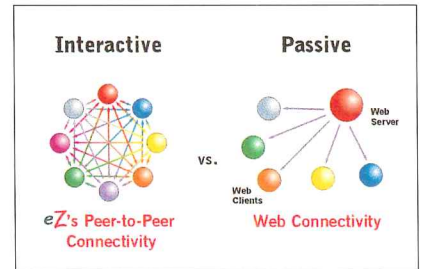 Interactive
Passive
Web
Server
vs.
Web
Clients
eZ's Peer-to-Peer
Connectivity
Web Connectivity